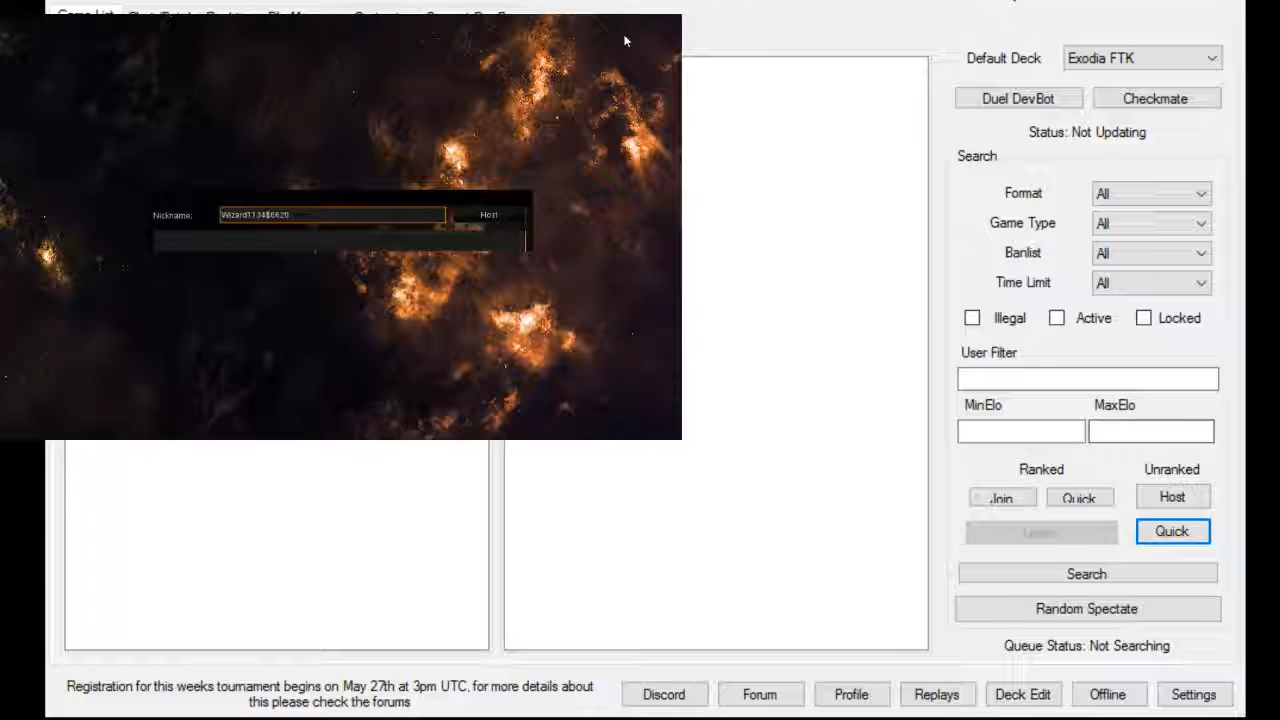 Default Deck
Exodia FTK
Duel DevBot
Checkmate
Status: Not Updating
Search
Format
All
Nickname:
Host
Game Type
All
Banlist
All
Time Limit
All
Illegal
Active
Locked
User Filter
MinElo
MaxElo
Ranked
Unranked
Join
Quick
Host
Quick
Search
Random Spectate
Queue Status: Not Searching
Registration for this weeks tournament begins on May 27th at 3pm UTC, for more details about
this please check the forums
Discord
Forum
Profile
Replays
Deck Edit
Offline
Settings